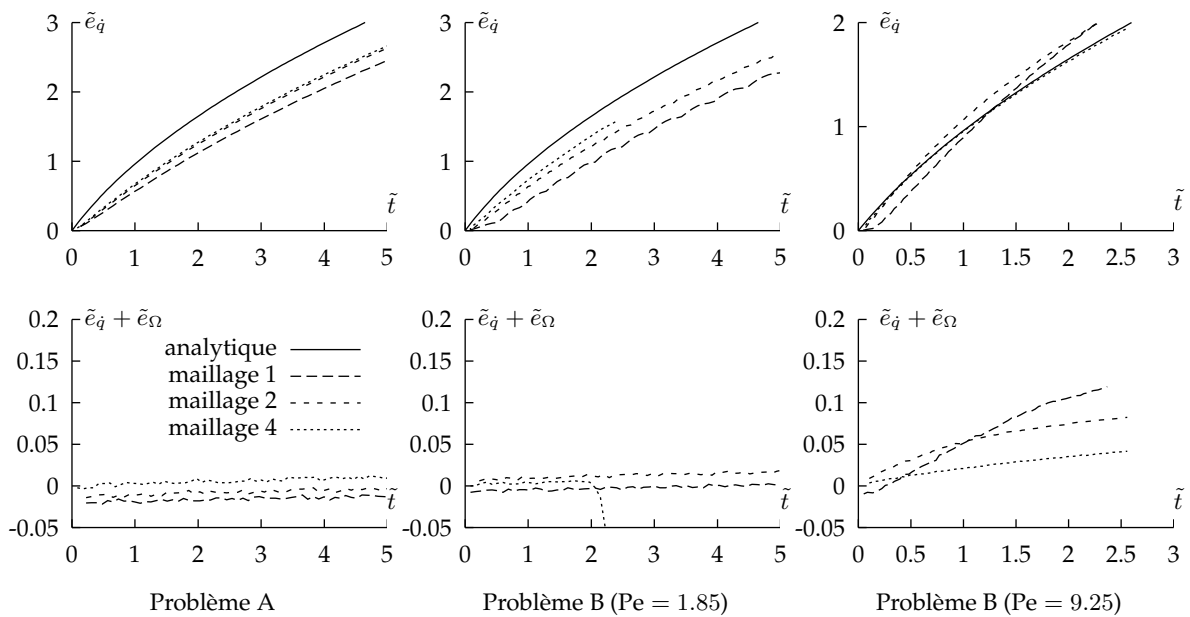 3 ẽ_q̇
2
1
0
0 1 2 3 4 5
t̃
3 ẽ_q̇
2
1
0
0 1 2 3 4 5
t̃
2 ẽ_q̇
1
0
0 0.5 1 1.5 2 2.5 3
t̃
0.2 ẽ_q̇ + ẽ_Ω
0.15
0.1
0.05
0
-0.05
analytique
maillage 1
maillage 2
maillage 4
t̃
0 1 2 3 4 5
Problème A
0.2 ẽ_q̇ + ẽ_Ω
0.15
0.1
0.05
0
-0.05
t̃
0 1 2 3 4 5
Problème B (Pe = 1.85)
0.2 ẽ_q̇ + ẽ_Ω
0.15
0.1
0.05
0
-0.05
t̃
0 0.5 1 1.5 2 2.5 3
Problème B (Pe = 9.25)